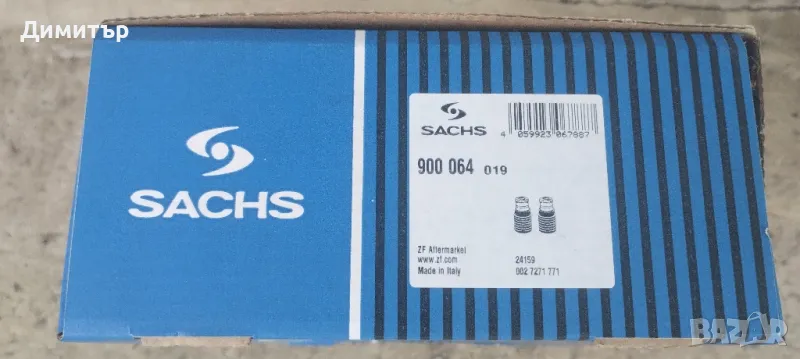 Димитър
SACHS
SACHS
4 059923 067887
900 064 019
ZF Aftermarket
www.zf.com
Made in Italy
24159
002 7271 771
BAZAR